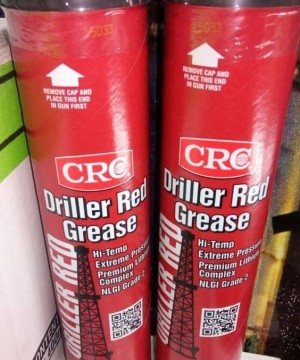 REMOVE CAP AND
PLACE THIS END
IN GUN FIRST
CRC
Driller Red
Grease
Hi-Temp
Extreme Pressure
Premium Lithium
Complex
NLGI Grade 2
DRILLER RED
REMOVE CAP AND
PLACE THIS END
IN GUN FIRST
CRC
Driller Red
Grease
Hi-Temp
Extreme Pressure
Premium Lithium
Complex
NLGI Grade 2
DRILLER RED